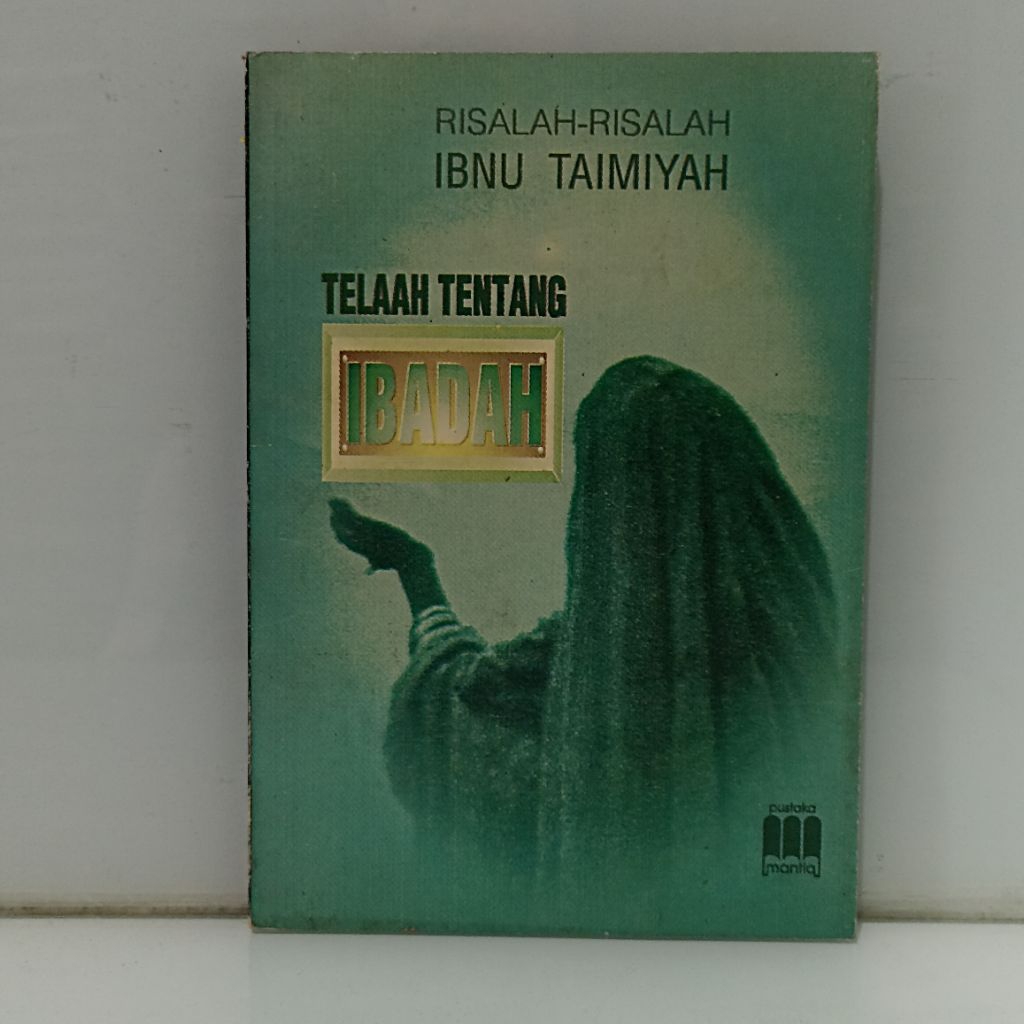 RISALAH-RISALAH
IBNU TAIMIYAH
TELAAH TENTANG
IBADAH
pustaka
mantiq